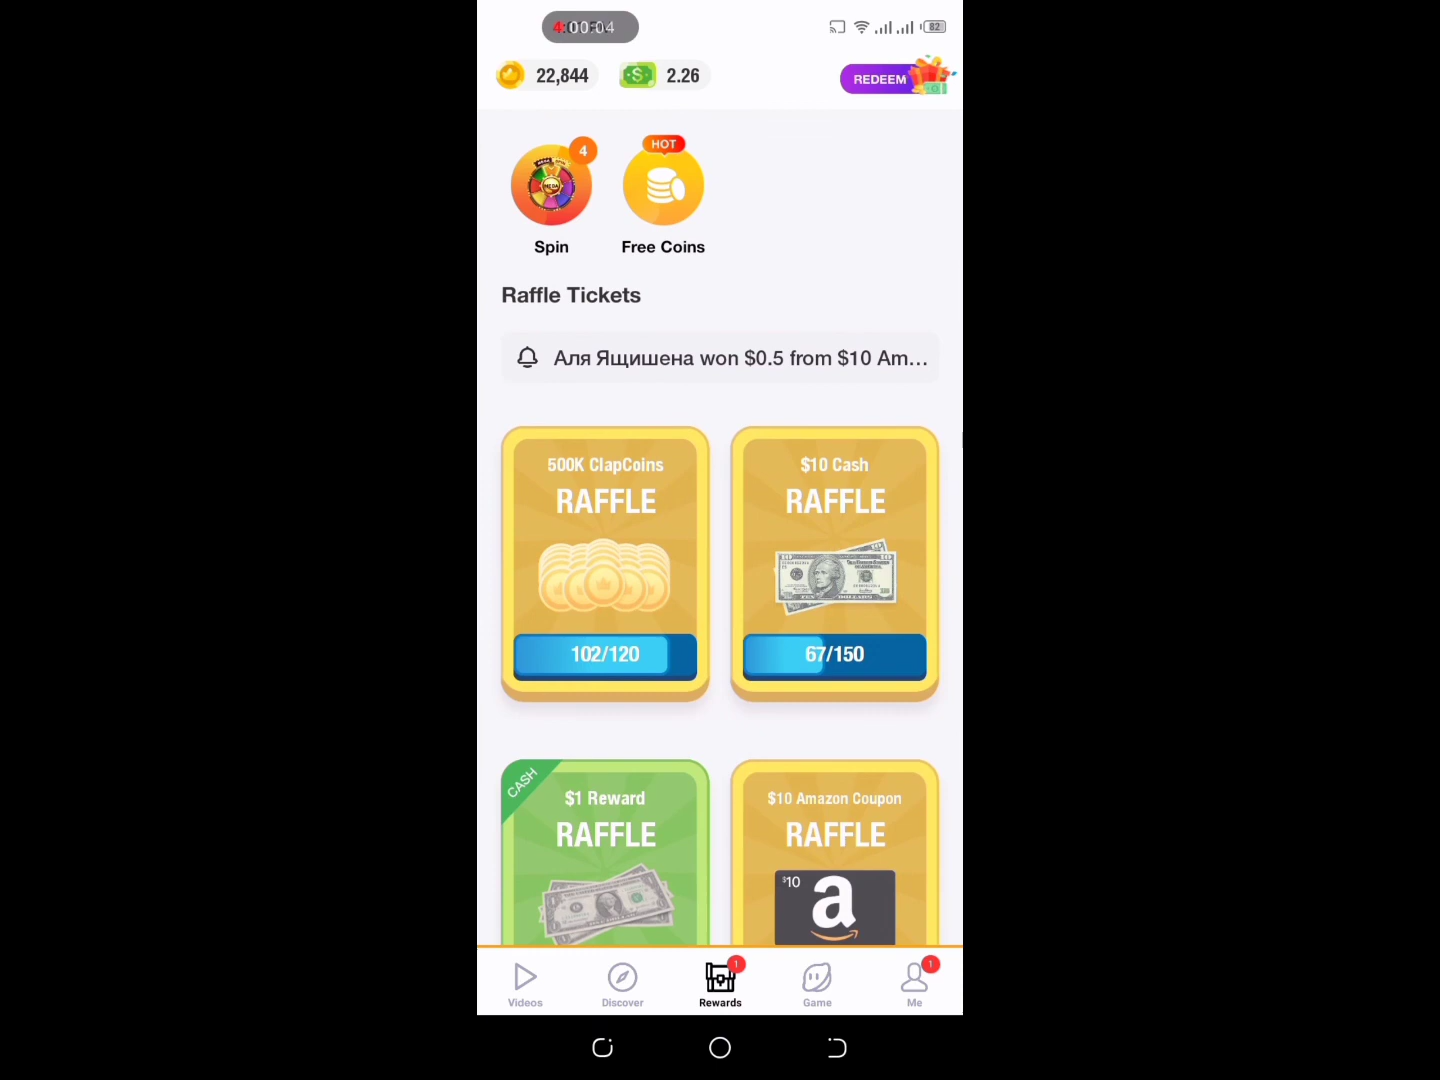 00:04
82
22,844
2.26
REDEEM
4
HOT
Spin
Free Coins
Raffle Tickets
Аля Ящишена won $0.5 from $10 Am...
500K ClapCoins
RAFFLE
102/120
$10 Cash
RAFFLE
67/150
CASH
$1 Reward
RAFFLE
$10 Amazon Coupon
RAFFLE
$10
a
1
1
Videos
Discover
Rewards
Game
Me